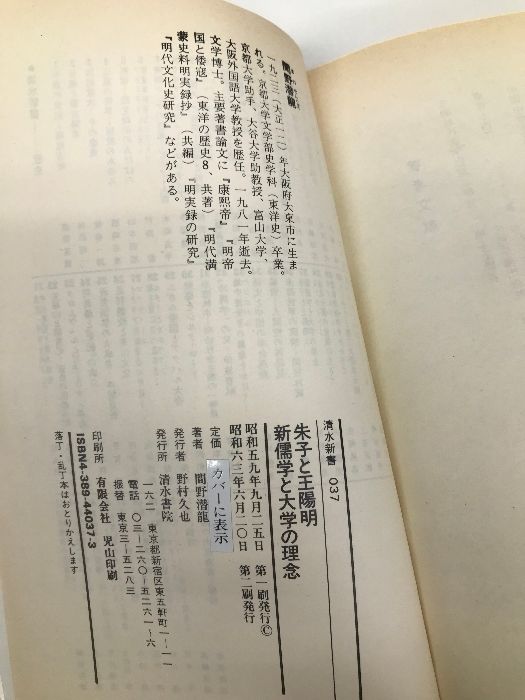 間野潜龍
一九二三（大正一二）年大阪府大東市に生ま
れる。京都大学文学部史学科（東洋史）卒業。
京都大学助手、大谷大学助教授、富山大学、
大阪外国語大学教授を歴任。一九八一年逝去。
文学博士。主要著書論文に『康熙帝』『明帝
国と倭寇』（東洋の歴史8、共著）『明代満
蒙史料明実録抄』（共編）『明実録の研究』
『明代文化史研究』などがある。
清水新書 037
朱子と王陽明
新儒学と大学の理念
昭和五九年九月二五日 第一刷発行©
昭和六三年六月二〇日 第二刷発行
定価 カバーに表示
著者 間野潜龍
発行者 野村久也
発行所 清水書院
一六二 東京都新宿区東五軒町一-一
電話 〇三-二六〇-五二六一-六
振替 東京三-五二八三
印刷所 有限会社 児山印刷
ISBN4-389-44037-3
落丁・乱丁本はおとりかえします